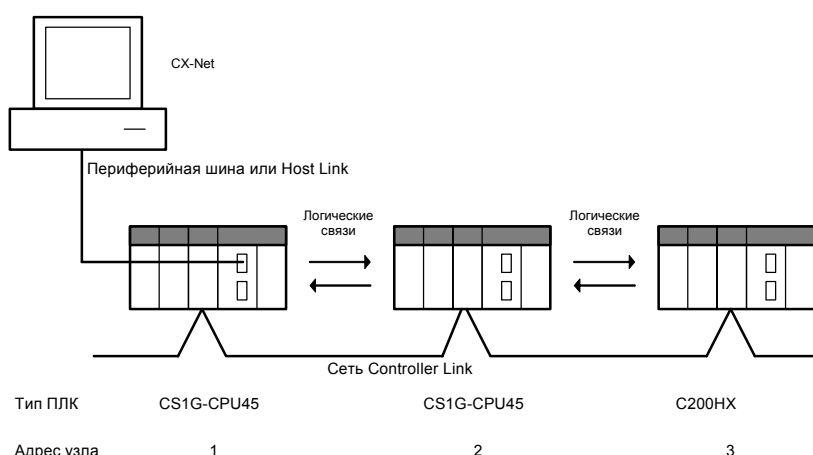 CX-Net
Периферийная шина или Host Link
Логические
связи
Логические
связи
Сеть Controller Link
Тип ПЛК CS1G-CPU45 CS1G-CPU45 C200HX
Адрес узла 1 2 3